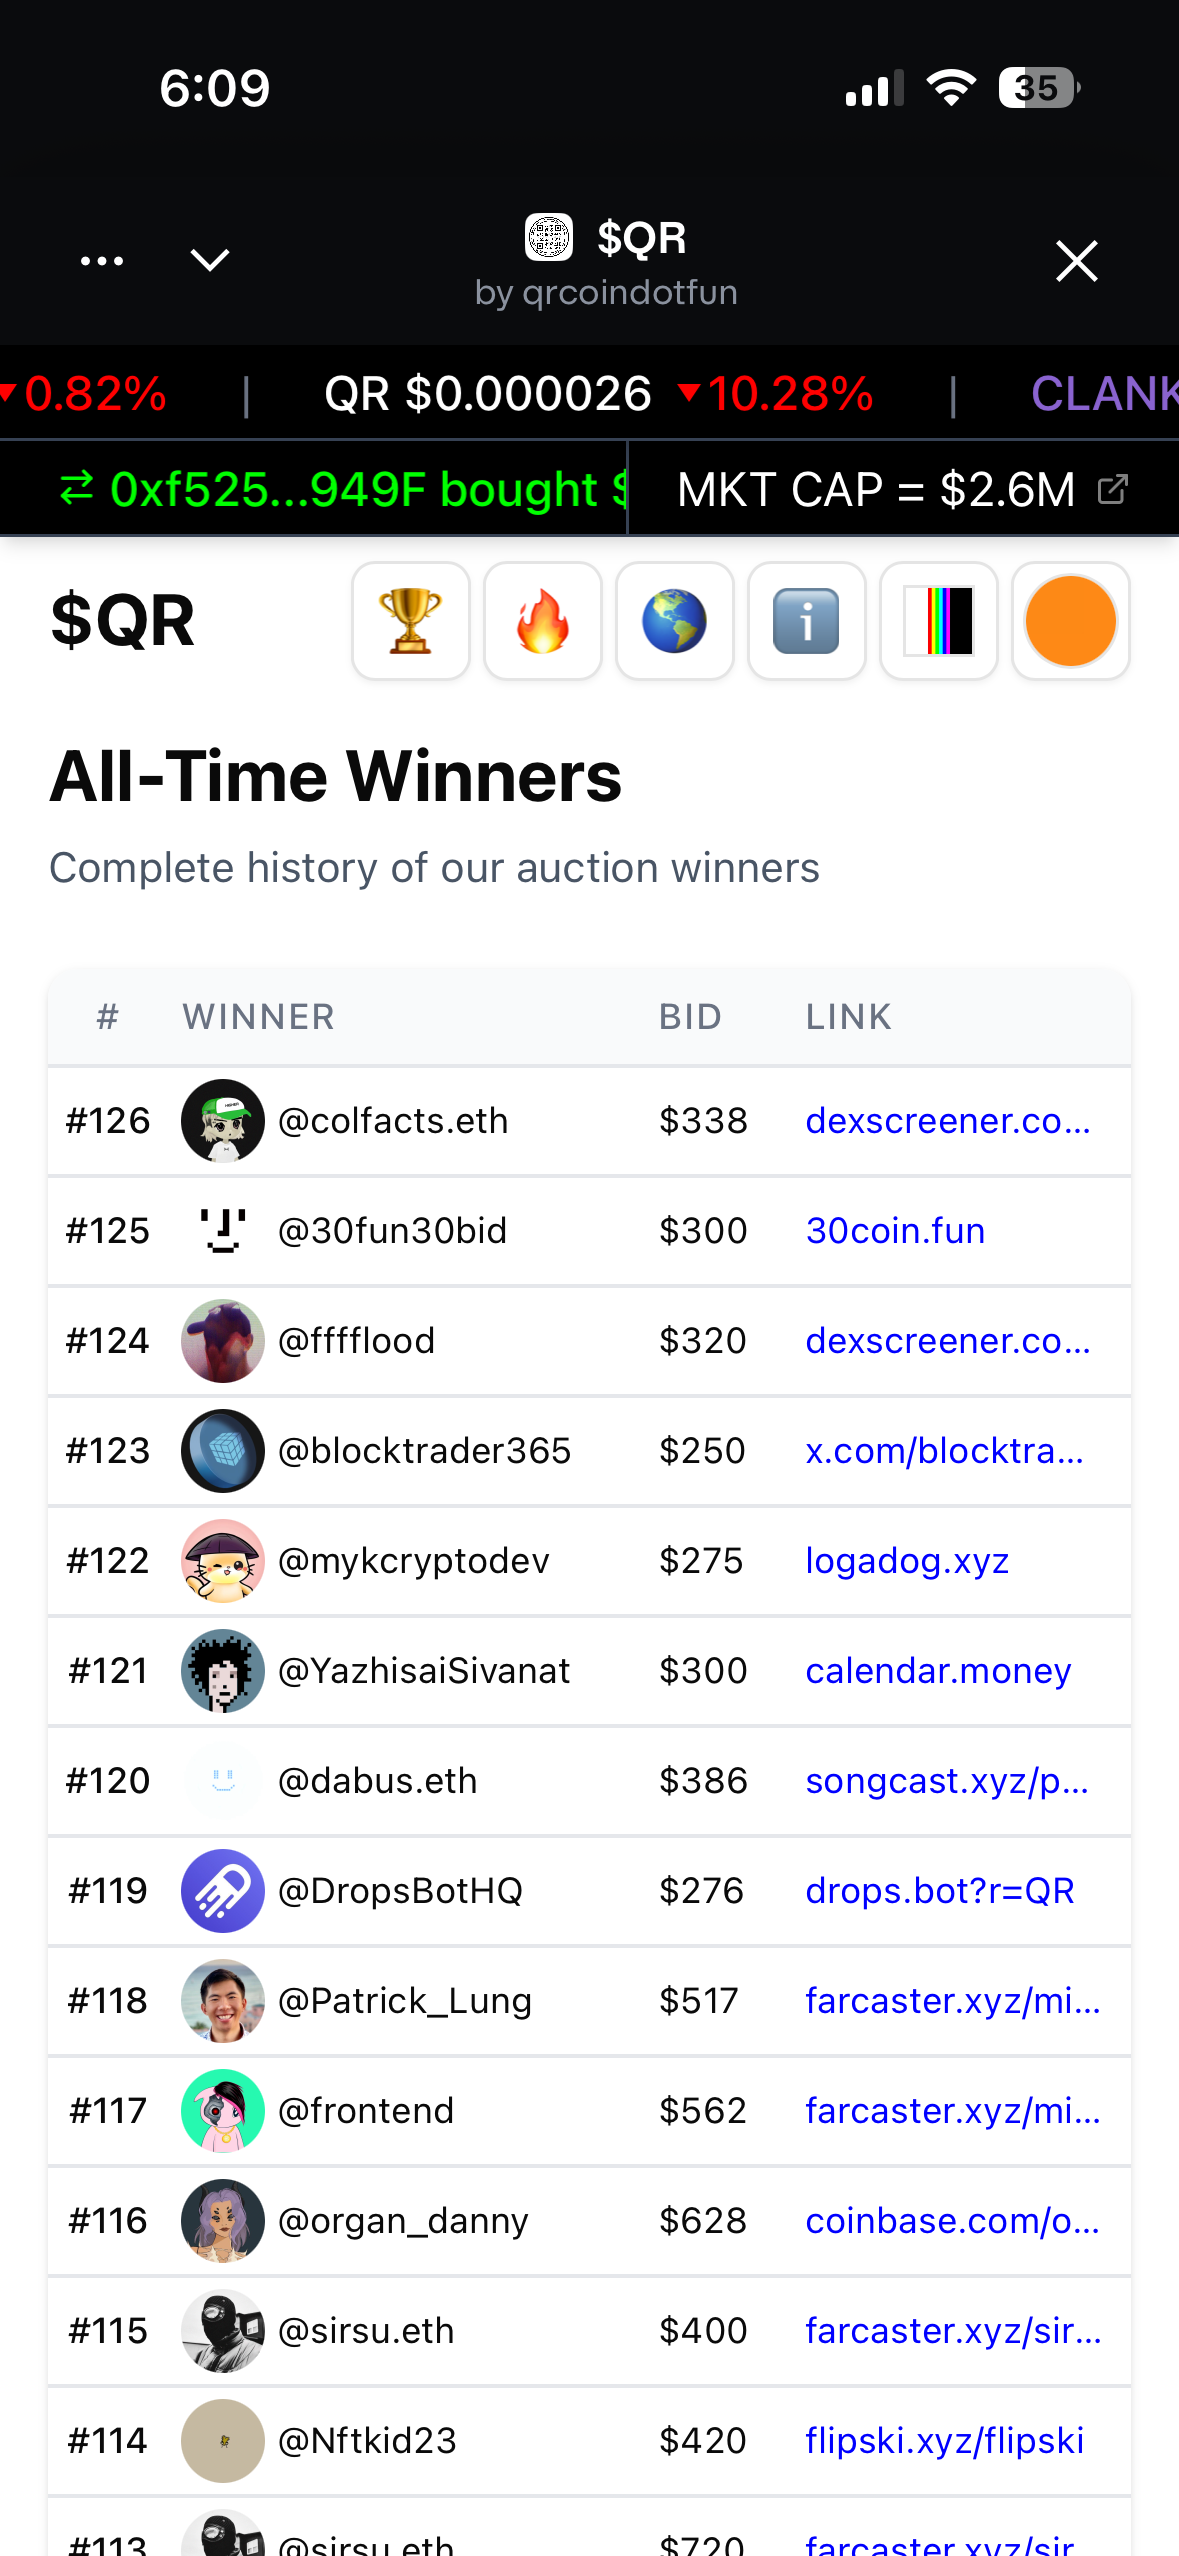 6:09
35
$QR
by qrcoindotfun
0.82% | QR $0.000026 ▼10.28% | CLANK
0xf525...949F bought $
MKT CAP = $2.6M
$QR
All-Time Winners
Complete history of our auction winners
# WINNER BID LINK
#126 @colfacts.eth $338 dexscreener.co...
#125 @30fun30bid $300 30coin.fun
#124 @fffflood $320 dexscreener.co...
#123 @blocktrader365 $250 x.com/blocktra...
#122 @mykcryptodev $275 logadog.xyz
#121 @YazhisaiSivanat $300 calendar.money
#120 @dabus.eth $386 songcast.xyz/p...
#119 @DropsBotHQ $276 drops.bot?r=QR
#118 @Patrick_Lung $517 farcaster.xyz/mi...
#117 @frontend $562 farcaster.xyz/mi...
#116 @organ_danny $628 coinbase.com/o...
#115 @sirsu.eth $400 farcaster.xyz/sir...
#114 @Nftkid23 $420 flipski.xyz/flipski
#113 @sirsu.eth $720 farcaster.xyz/sir